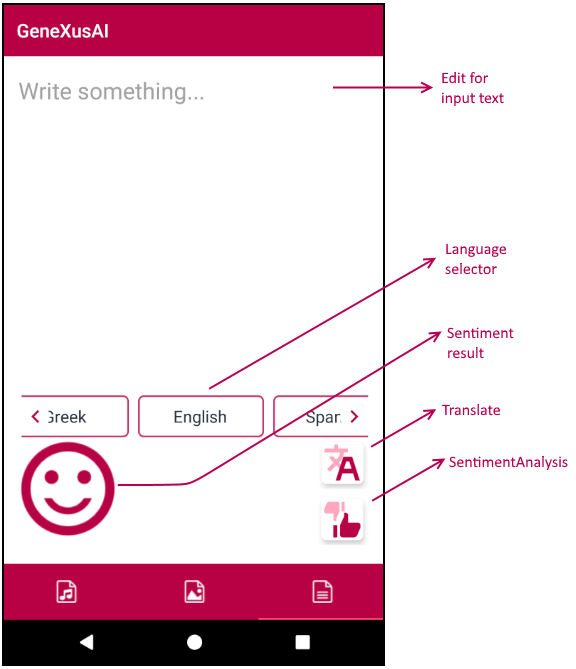 GeneXusAI
Write something...
Edit for
input text
Language
selector
Sentiment
result
Greek
English
Span
Translate
文A
SentimentAnalysis